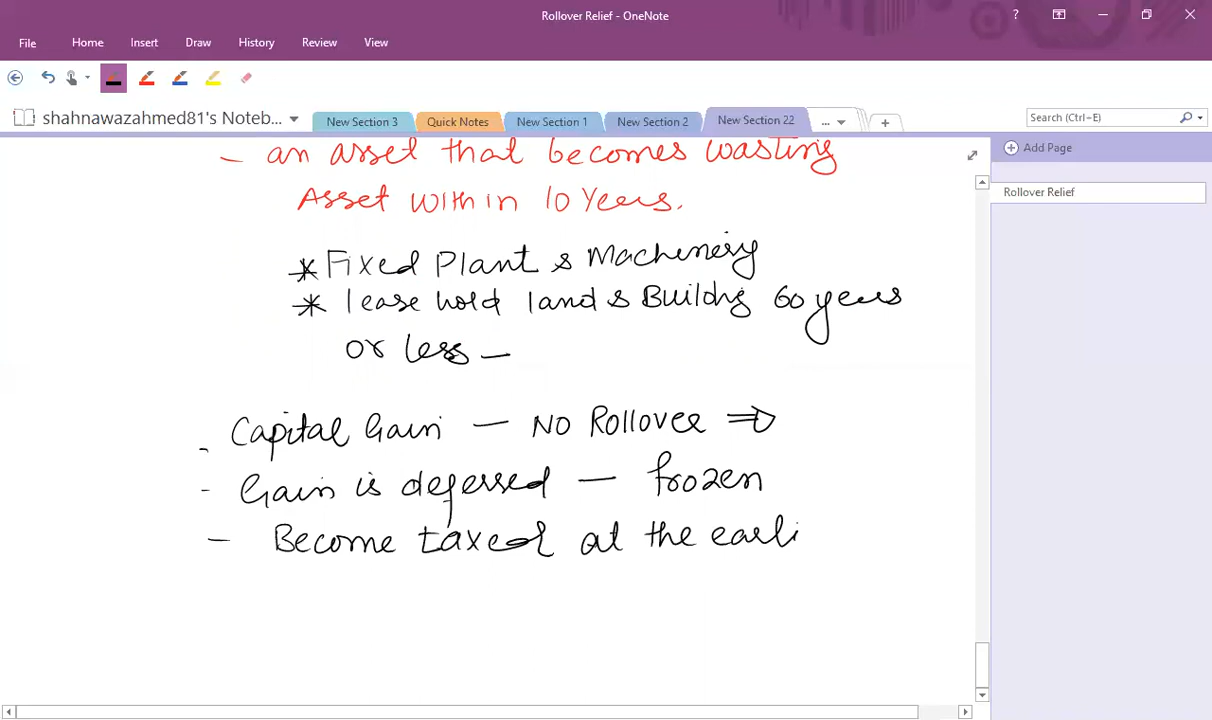 Rollover Relief - OneNote
?
File Home Insert Draw History Review View
shahnawazahmed81's Noteb...
New Section 3 Quick Notes New Section 1 New Section 2 New Section 22 ...
Search (Ctrl+E)
Add Page
Rollover Relief
- an asset that becomes wasting
Asset within 10 Years.
* Fixed Plant & Machinery
* lease hold land & Building 60 years
or less -
- Capital Gain - NO Rollover ⇒
- Gain is deferred - frozen
- Become taxed at the earli